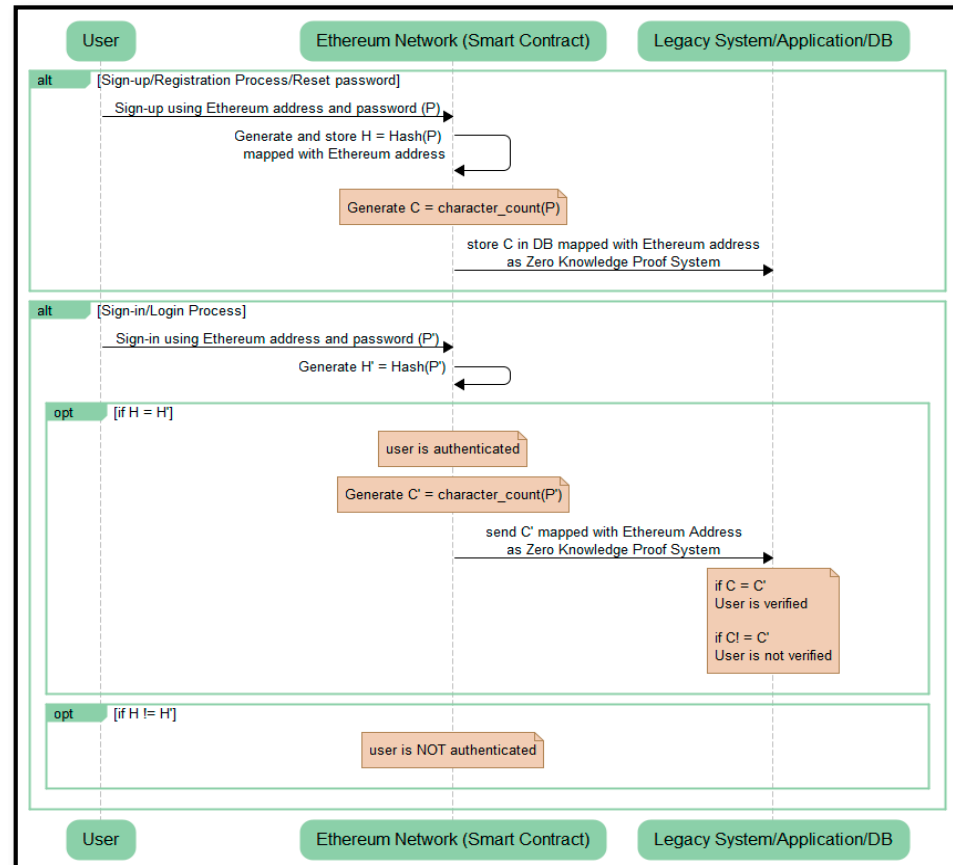 User
Ethereum Network (Smart Contract)
Legacy System/Application/DB
alt
[Sign-up/Registration Process/Reset password]
Sign-up using Ethereum address and password (P)
Generate and store H = Hash(P)
mapped with Ethereum address
Generate C = character_count(P)
store C in DB mapped with Ethereum address
as Zero Knowledge Proof System
alt
[Sign-in/Login Process]
Sign-in using Ethereum address and password (P')
Generate H' = Hash(P')
opt
[if H = H']
user is authenticated
Generate C' = character_count(P')
send C' mapped with Ethereum Address
as Zero Knowledge Proof System
if C = C'
User is verified
if C! = C'
User is not verified
opt
[if H != H']
user is NOT authenticated
User
Ethereum Network (Smart Contract)
Legacy System/Application/DB